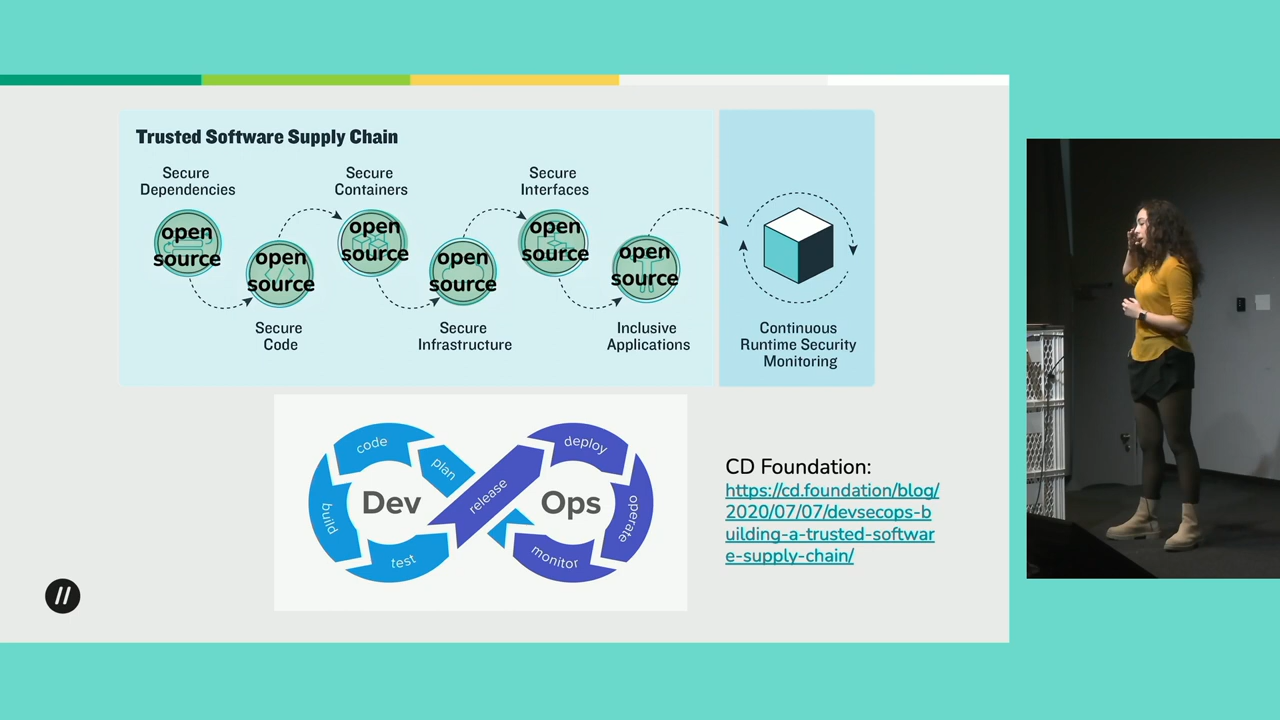 Trusted Software Supply Chain
Secure
Dependencies
Secure
Containers
Secure
Interfaces
open
source
open
source
open
source
open
source
open
source
open
source
Secure
Code
Secure
Infrastructure
Inclusive
Applications
Continuous
Runtime Security
Monitoring
code
plan
build
test
Dev
release
Ops
deploy
operate
monitor
CD Foundation:
https://cd.foundation/blog/
2020/07/07/devsecops-b
uilding-a-trusted-softwar
e-supply-chain/
//